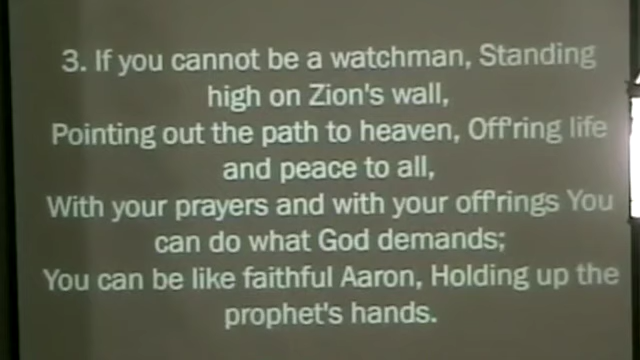 3. If you cannot be a watchman, Standing
high on Zion's wall,
Pointing out the path to heaven, Off'ring life
and peace to all,
With your prayers and with your off'rings You
can do what God demands;
You can be like faithful Aaron, Holding up the
prophet's hands.